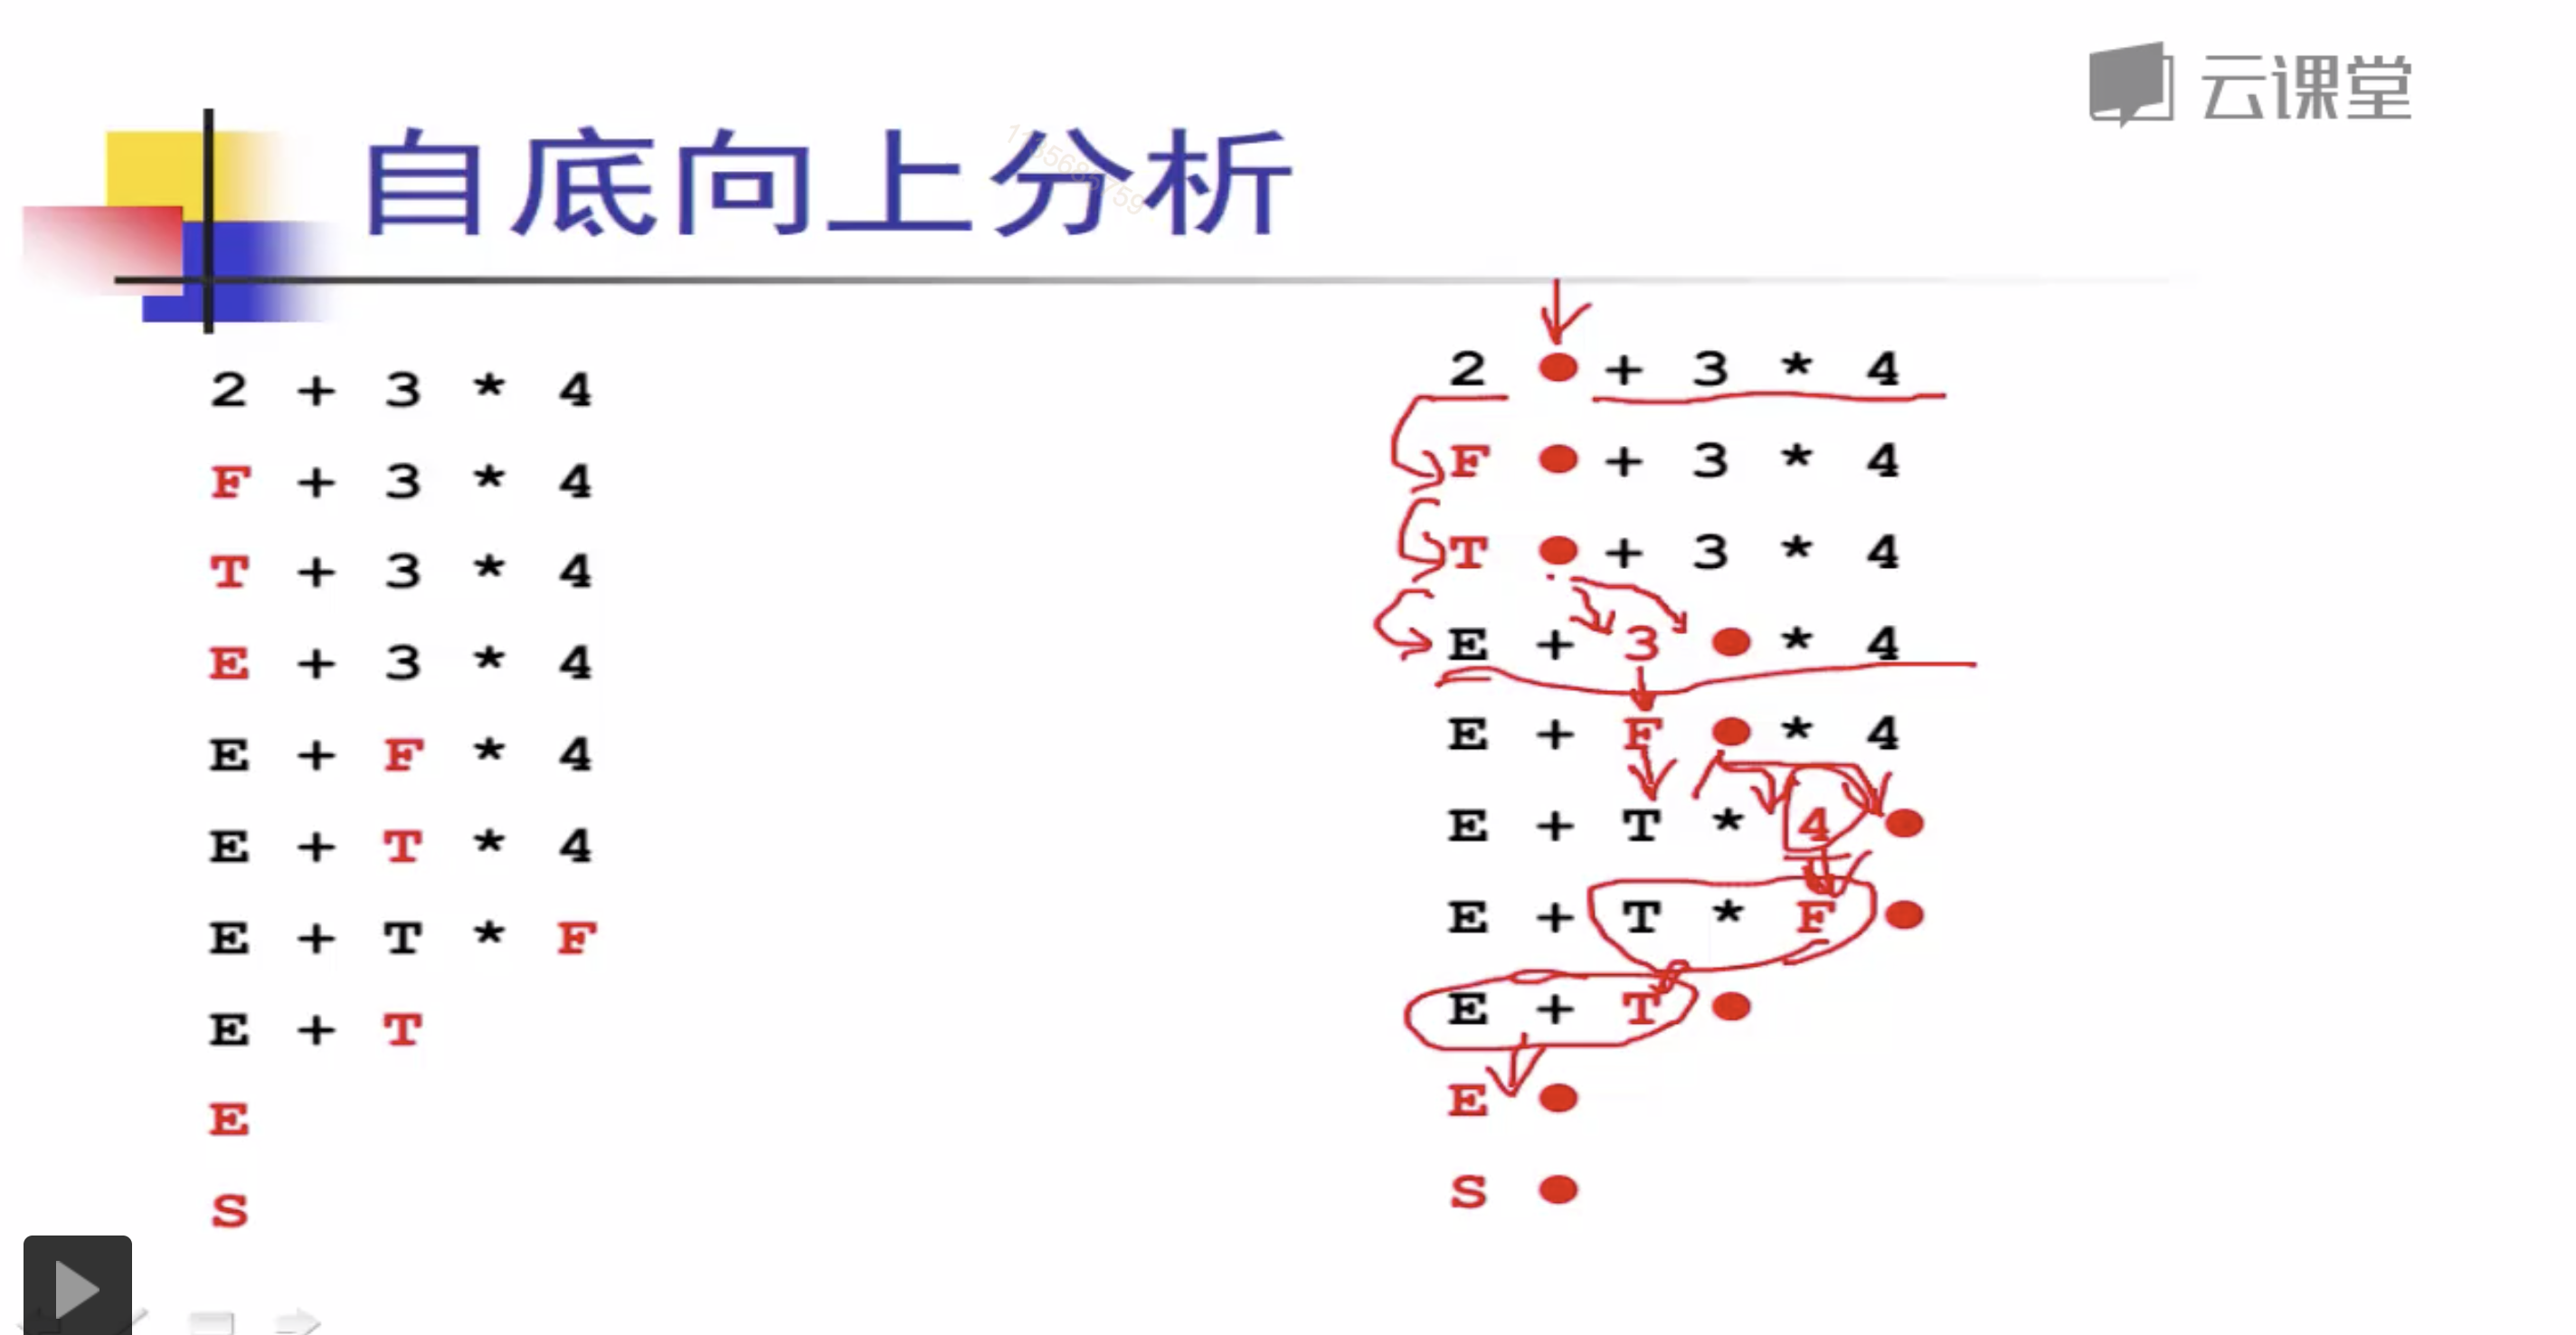 云课堂
自底向上分析
2 + 3 * 4
F + 3 * 4
T + 3 * 4
E + 3 * 4
E + F * 4
E + T * 4
E + T * F
E + T
E
S
2 ● + 3 * 4
F ● + 3 * 4
T ● + 3 * 4
E + 3 ● * 4
E + F ● * 4
E + T * 4 ●
E + T * F ●
E + T ●
E ●
S ●